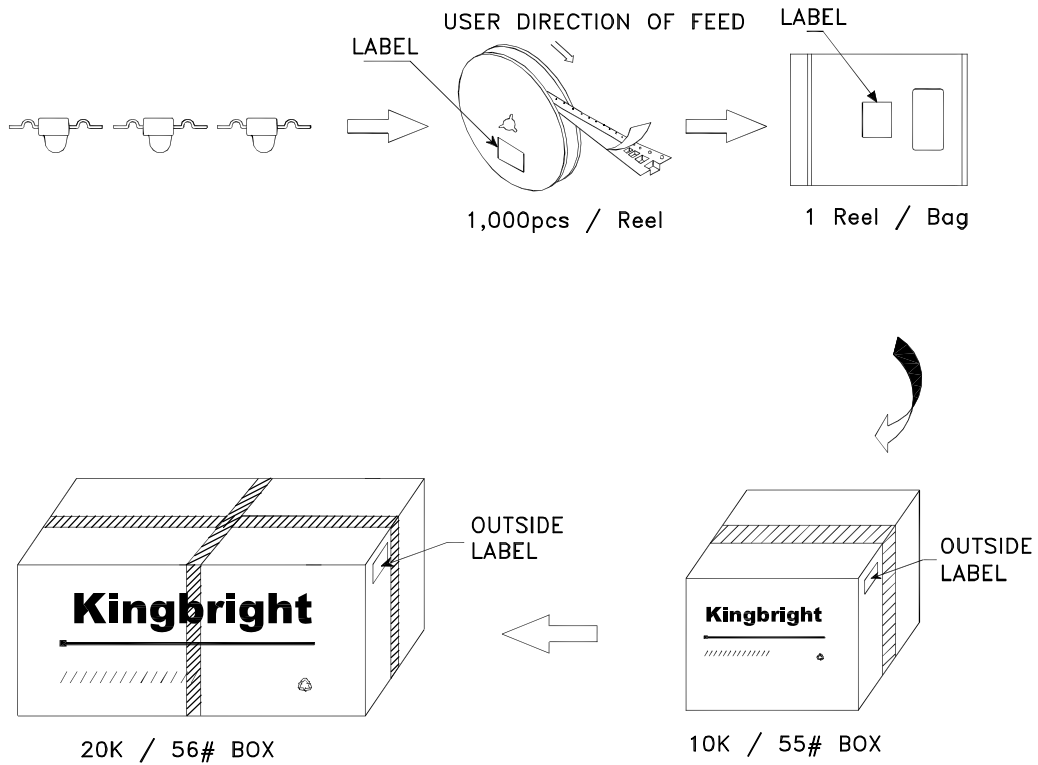 USER DIRECTION OF FEED
LABEL
LABEL
1,000pcs / Reel
1 Reel / Bag
OUTSIDE
LABEL
Kingbright
20K / 56# BOX
OUTSIDE
LABEL
Kingbright
10K / 55# BOX